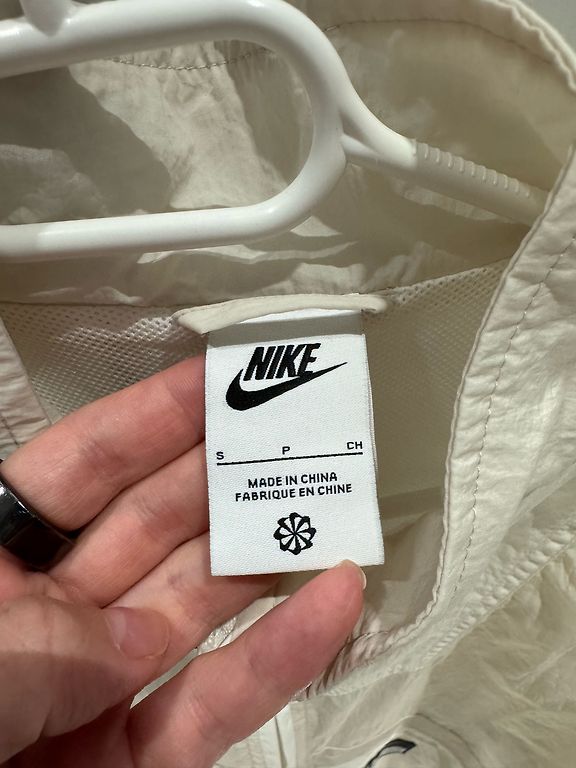 NIKE
S P CH
MADE IN CHINA
FABRIQUE EN CHINE